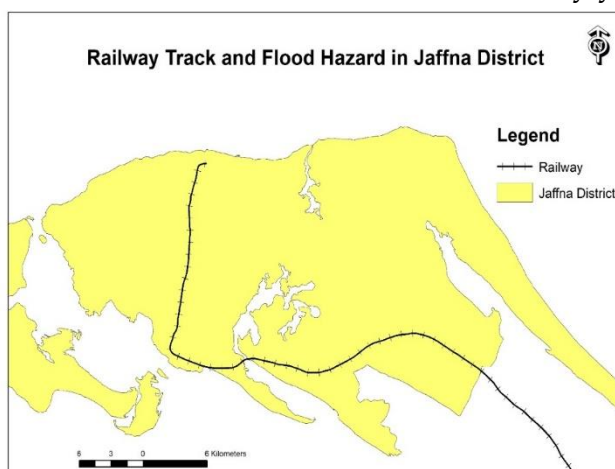 Railway Track and Flood Hazard in Jaffna District
N
Legend
Railway
Jaffna District
6 3 0 6 Kilometers